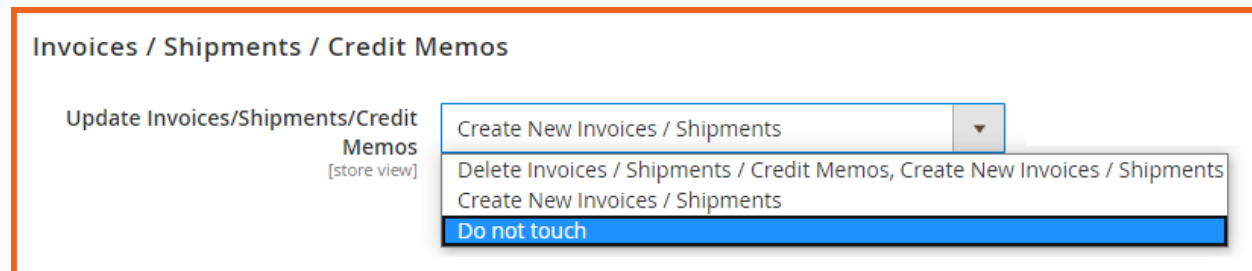 Invoices / Shipments / Credit Memos
Update Invoices/Shipments/Credit
Memos
[store view]
Create New Invoices / Shipments
Delete Invoices / Shipments / Credit Memos, Create New Invoices / Shipments
Create New Invoices / Shipments
Do not touch